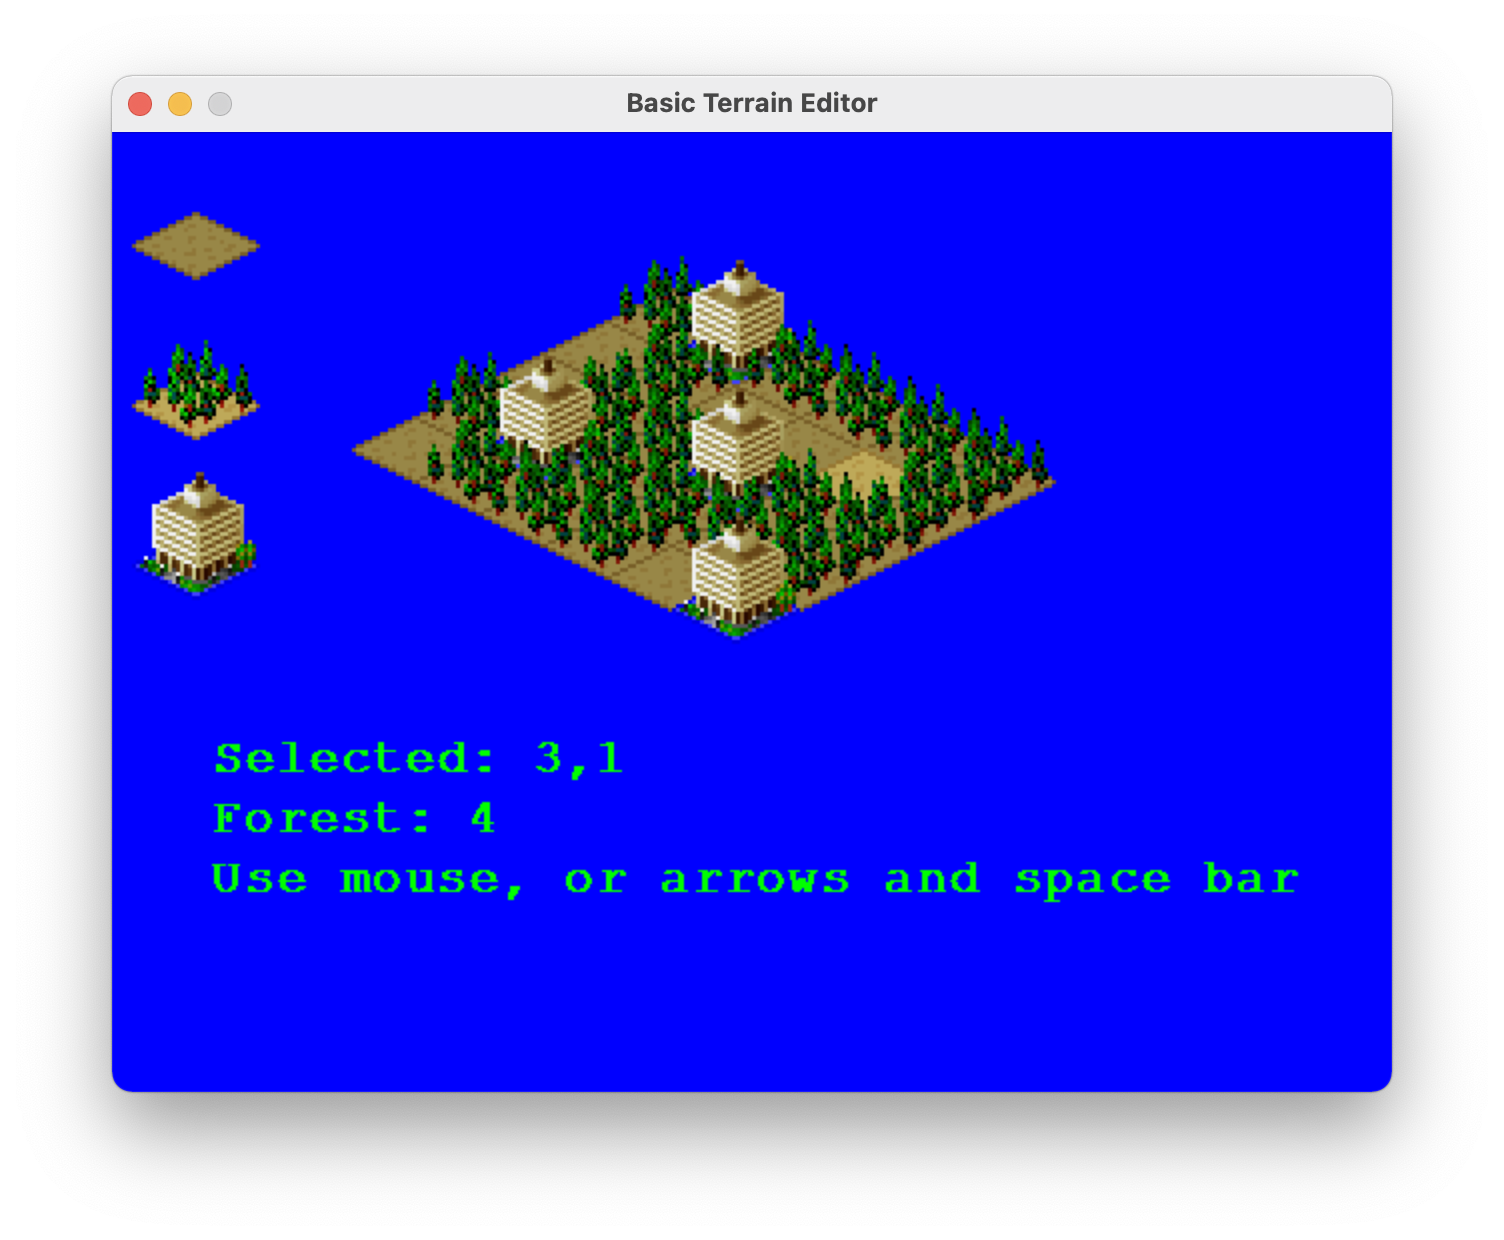 Basic Terrain Editor
Selected: 3,1
Forest: 4
Use mouse, or arrows and space bar